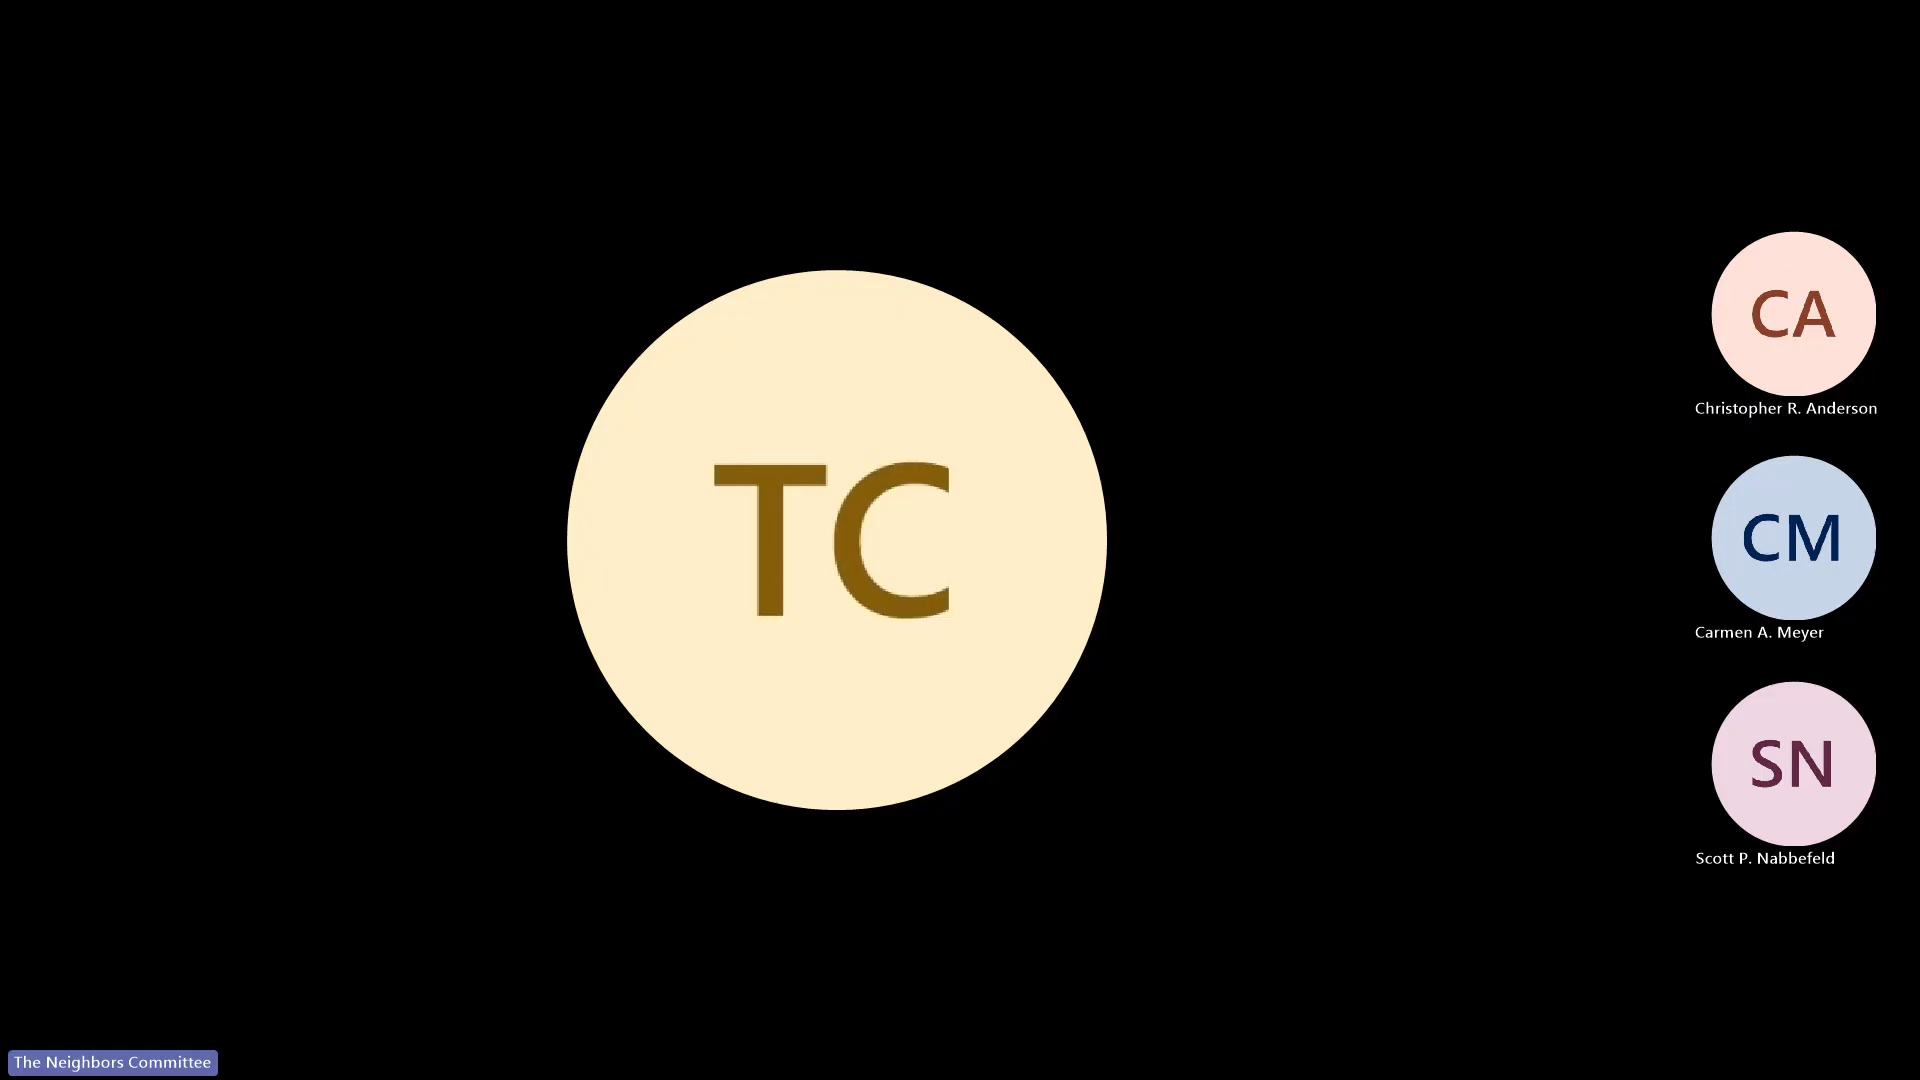 TC
CA
Christopher R. Anderson
CM
Carmen A. Meyer
SN
Scott P. Nabbefeld
The Neighbors Committee